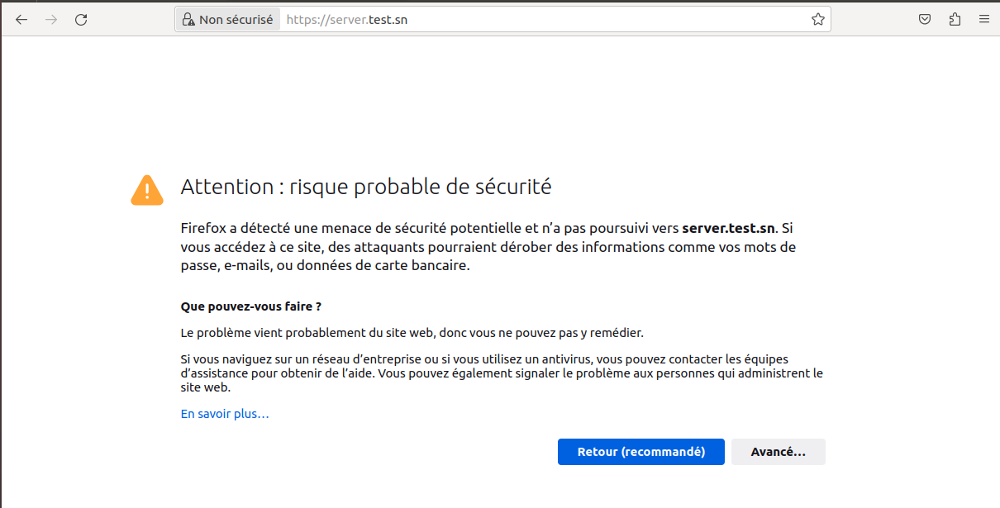 Non sécurisé https://server.test.sn
Attention : risque probable de sécurité
Firefox a détecté une menace de sécurité potentielle et n’a pas poursuivi vers server.test.sn. Si
vous accédez à ce site, des attaquants pourraient dérober des informations comme vos mots de
passe, e-mails, ou données de carte bancaire.
Que pouvez-vous faire ?
Le problème vient probablement du site web, donc vous ne pouvez pas y remédier.
Si vous naviguez sur un réseau d’entreprise ou si vous utilisez un antivirus, vous pouvez contacter les équipes
d’assistance pour obtenir de l’aide. Vous pouvez également signaler le problème aux personnes qui administrent le
site web.
En savoir plus…
Retour (recommandé) Avancé…